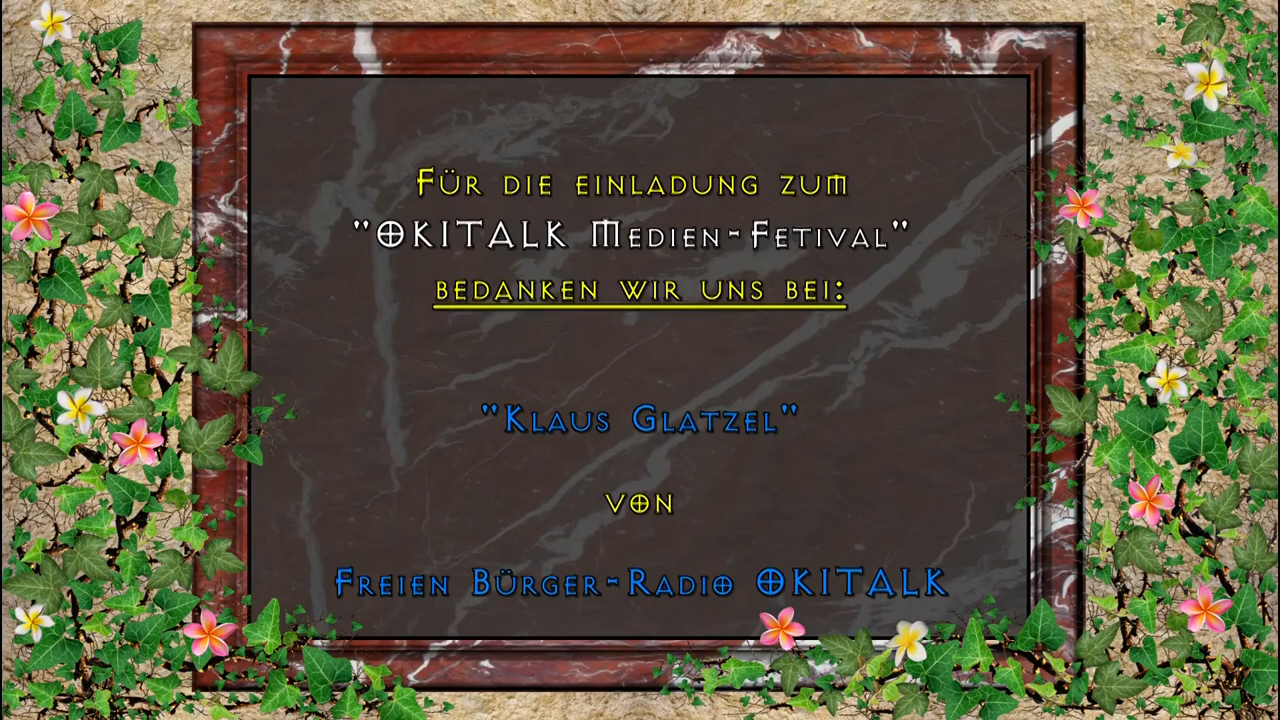 Für die einladung zum
"OKITALK Medien-Fetival"
bedanken wir uns bei:
"Klaus Glatzel"
von
Freien Bürger-Radio OKITALK